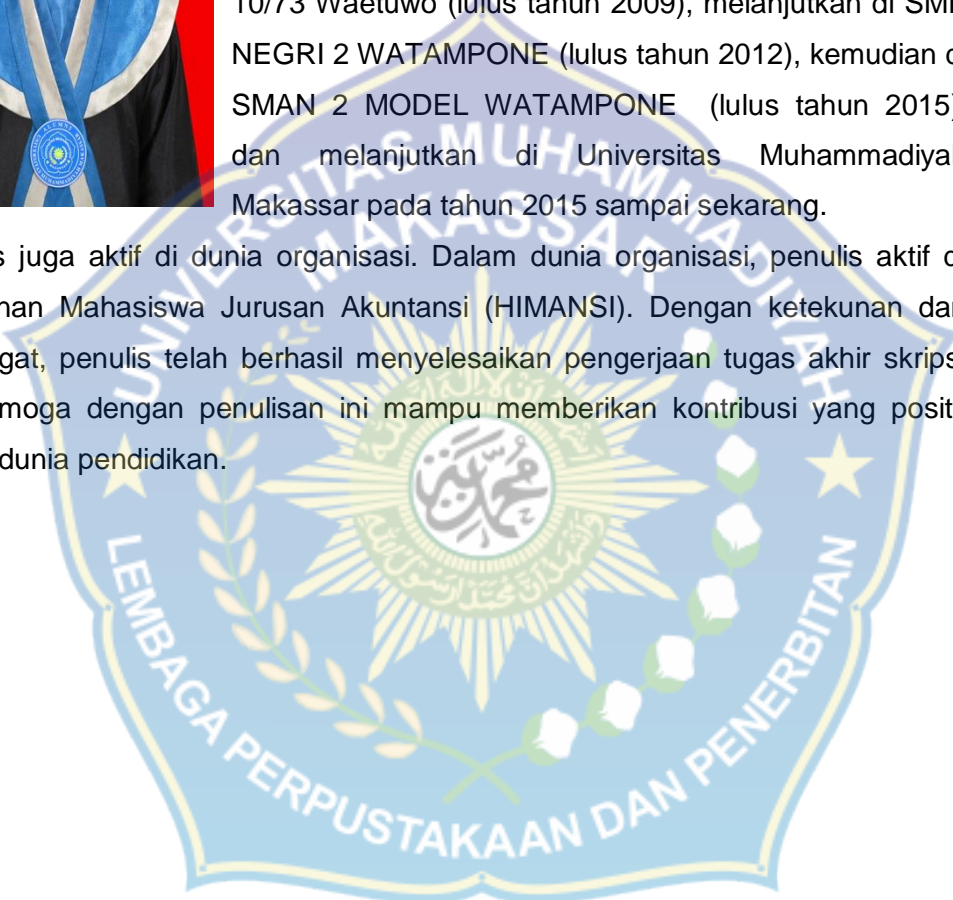 10/73 Waetuwo (lulus tahun 2009), melanjutkan di SM
NEGRI 2 WATAMPONE (lulus tahun 2012), kemudian
SMAN 2 MODEL WATAMPONE (lulus tahun 2015)
dan melanjutkan di Universitas Muhammadiya
Makassar pada tahun 2015 sampai sekarang.
s juga aktif di dunia organisasi. Dalam dunia organisasi, penulis aktif
nan Mahasiswa Jurusan Akuntansi (HIMANSI). Dengan ketekunan da
gat, penulis telah berhasil menyelesaikan pengerjaan tugas akhir skrips
moga dengan penulisan ini mampu memberikan kontribusi yang posit
dunia pendidikan.
UNIVERSITAS MUHAMMADIYAH
MAKASSAR
محمد
LEMBAGA PERPUSTAKAAN DAN PENERBITAN